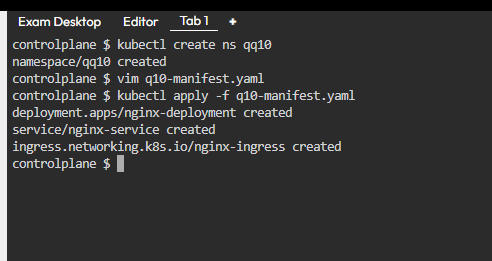 Exam Desktop Editor Tab 1 +
controlplane $ kubectl create ns qq10
namespace/qq10 created
controlplane $ vim q10-manifest.yaml
controlplane $ kubectl apply -f q10-manifest.yaml
deployment.apps/nginx-deployment created
service/nginx-service created
ingress.networking.k8s.io/nginx-ingress created
controlplane $